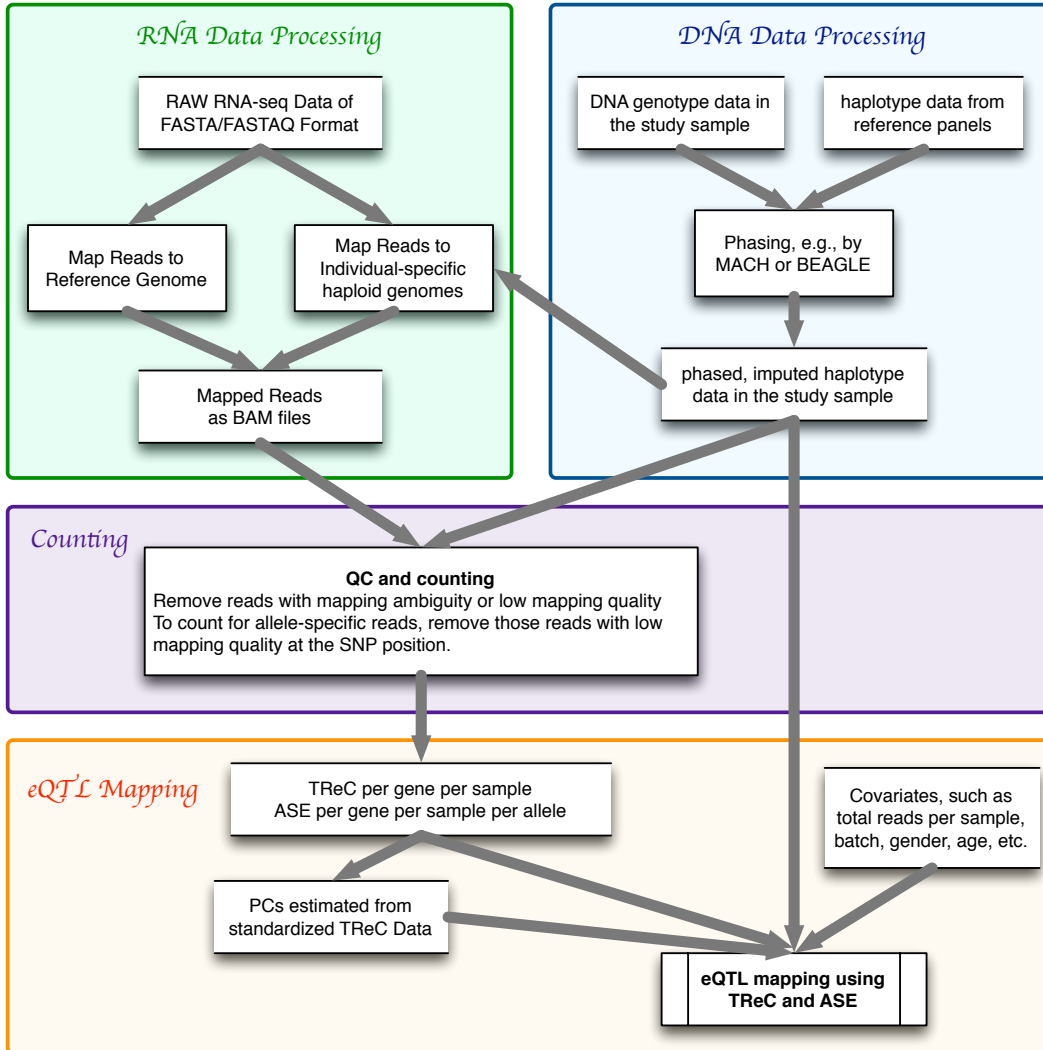 RNA Data Processing
RAW RNA-seq Data of
FASTA/FASTAQ Format
Map Reads to
Reference Genome
Map Reads to
Individual-specific
haploid genomes
Mapped Reads
as BAM files
DNA Data Processing
DNA genotype data in
the study sample
haplotype data from
reference panels
Phasing, e.g., by
MACH or BEAGLE
phased, imputed haplotype
data in the study sample
Counting
QC and counting
Remove reads with mapping ambiguity or low mapping quality
To count for allele-specific reads, remove those reads with low
mapping quality at the SNP position.
eQTL Mapping
TReC per gene per sample
ASE per gene per sample per allele
Covariates, such as
total reads per sample,
batch, gender, age, etc.
PCs estimated from
standardized TReC Data
eQTL mapping using
TReC and ASE